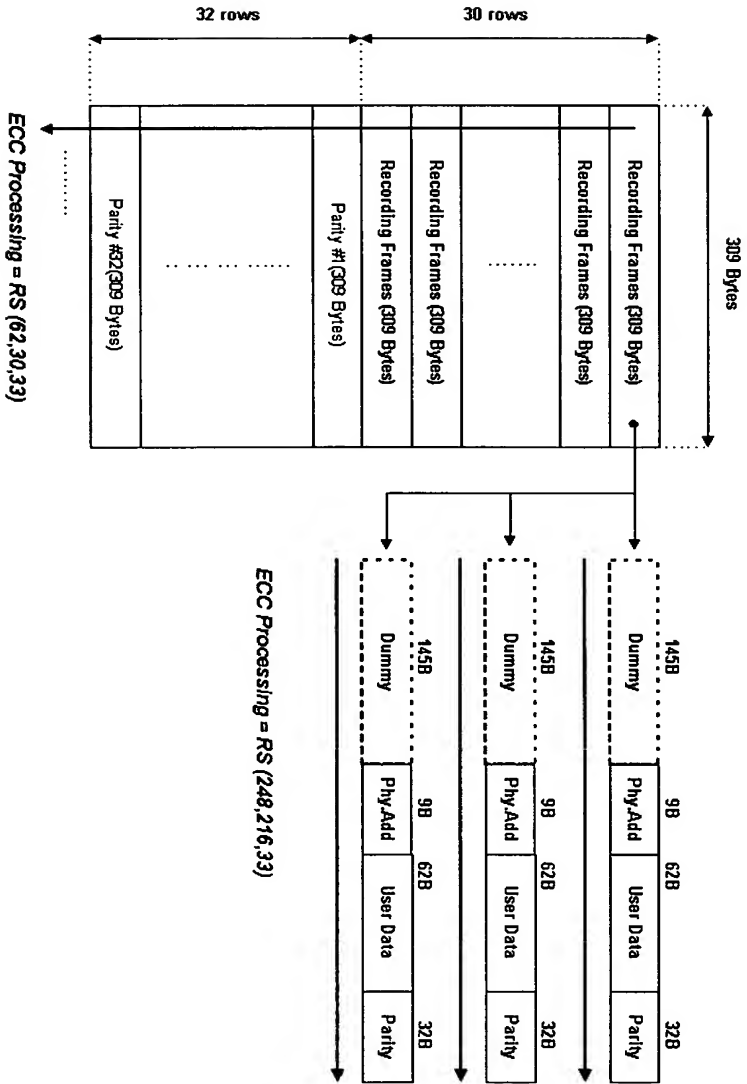 309 Bytes
30 rows
32 rows
Recording Frames (309 Bytes)
Recording Frames (309 Bytes)
Recording Frames (309 Bytes)
Recording Frames (309 Bytes)
Parity #1(309 Bytes)
Parity #32(309 Bytes)
ECC Processing = RS (62,30,33)
145B 9B 62B 32B
Dummy Phy.Add User Data Parity
145B 9B 62B 32B
Dummy Phy.Add User Data Parity
145B 9B 62B 32B
Dummy Phy.Add User Data Parity
ECC Processing = RS (248,216,33)